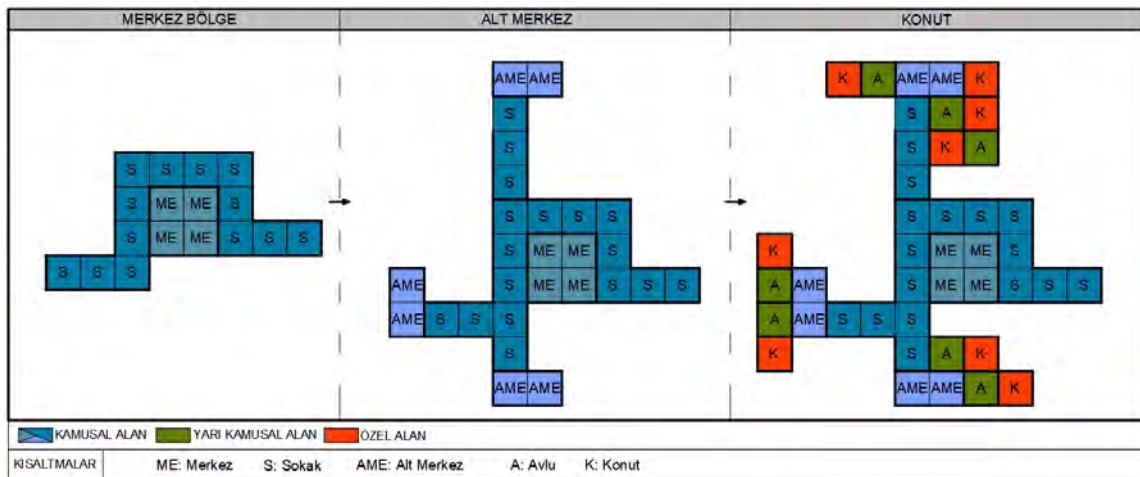 MERKEZ BÖLGE
S S S S
S ME ME S
S ME ME S S S
S S S
ALT MERKEZ
AME AME
S
S
S
S S S S
S ME ME S
AME S ME ME S S S
AME S S S
S
AME AME
KONUT
K A AME AME K
S A K
S K A
S
S S S S
K S ME ME S
A AME S ME ME S S S
A AME S S S
K S A K
AME AME A K
KAMUSAL ALAN YARI KAMUSAL ALAN ÖZEL ALAN
KISALTMALAR ME: Merkez S: Sokak AME: Alt Merkez A: Avlu K: Konut